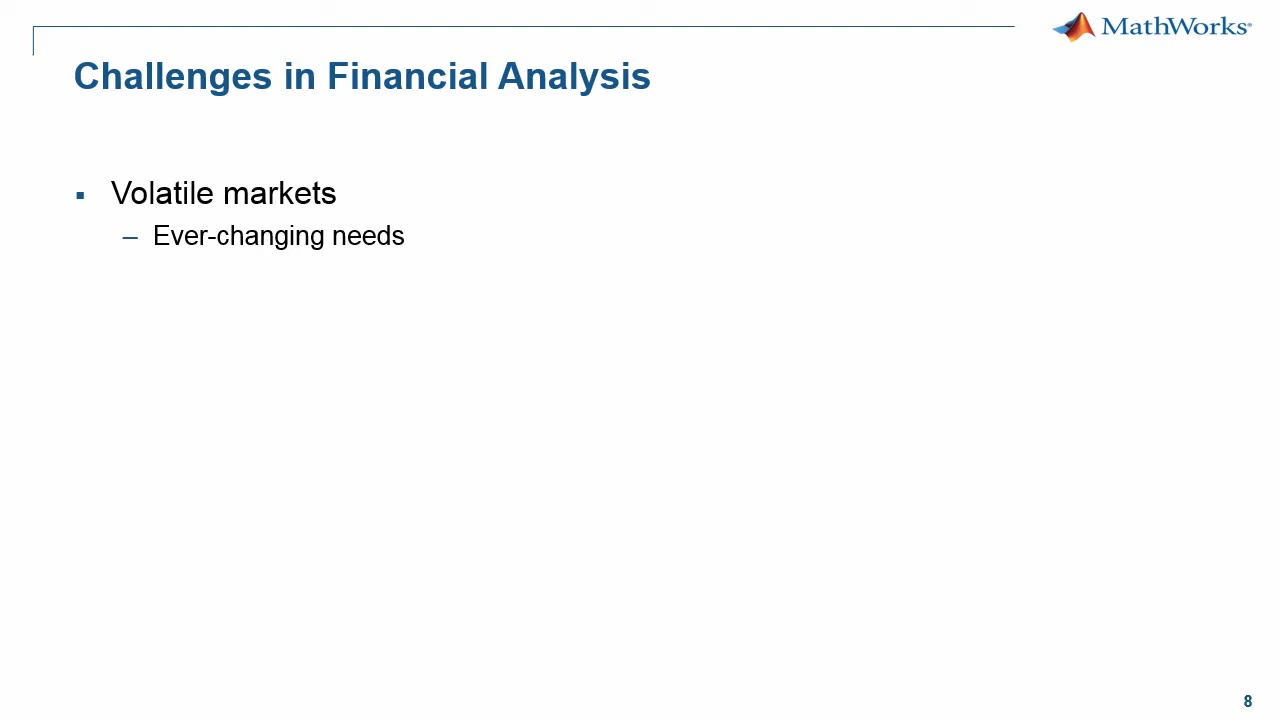 MathWorks®
Challenges in Financial Analysis
▪ Volatile markets
– Ever-changing needs
8